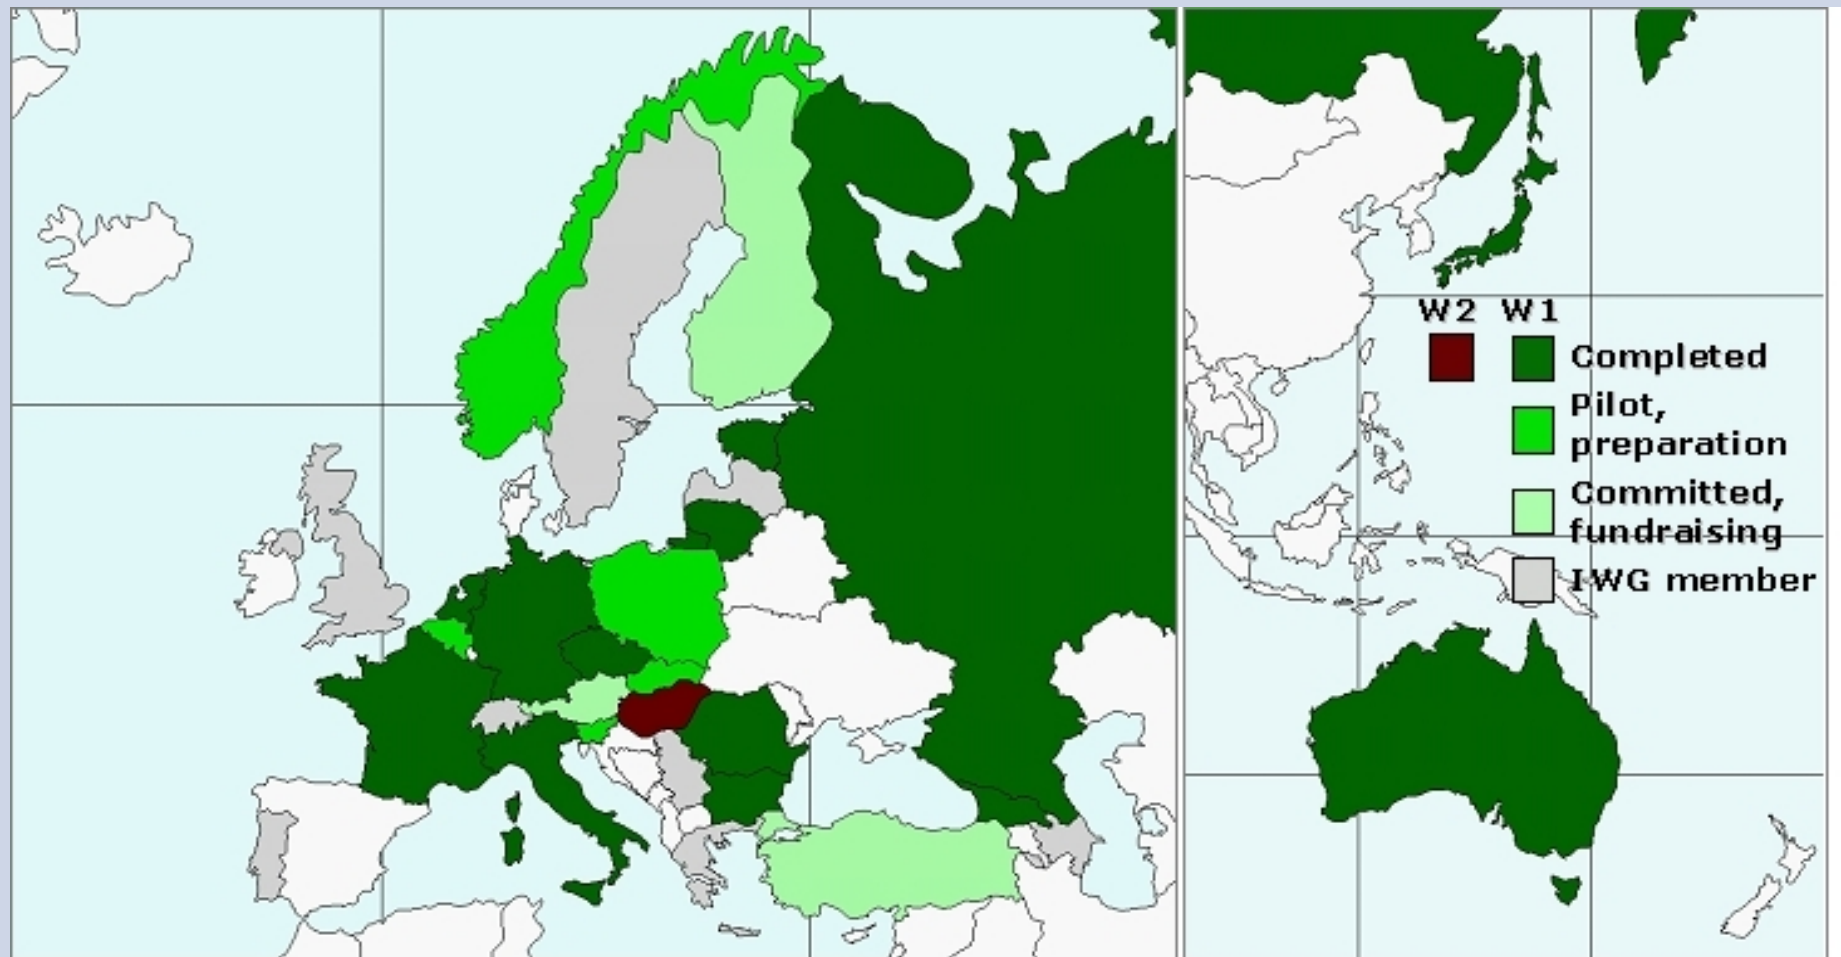 W2 W1
Completed
Pilot,
preparation
Committed,
fundraising
IWG member